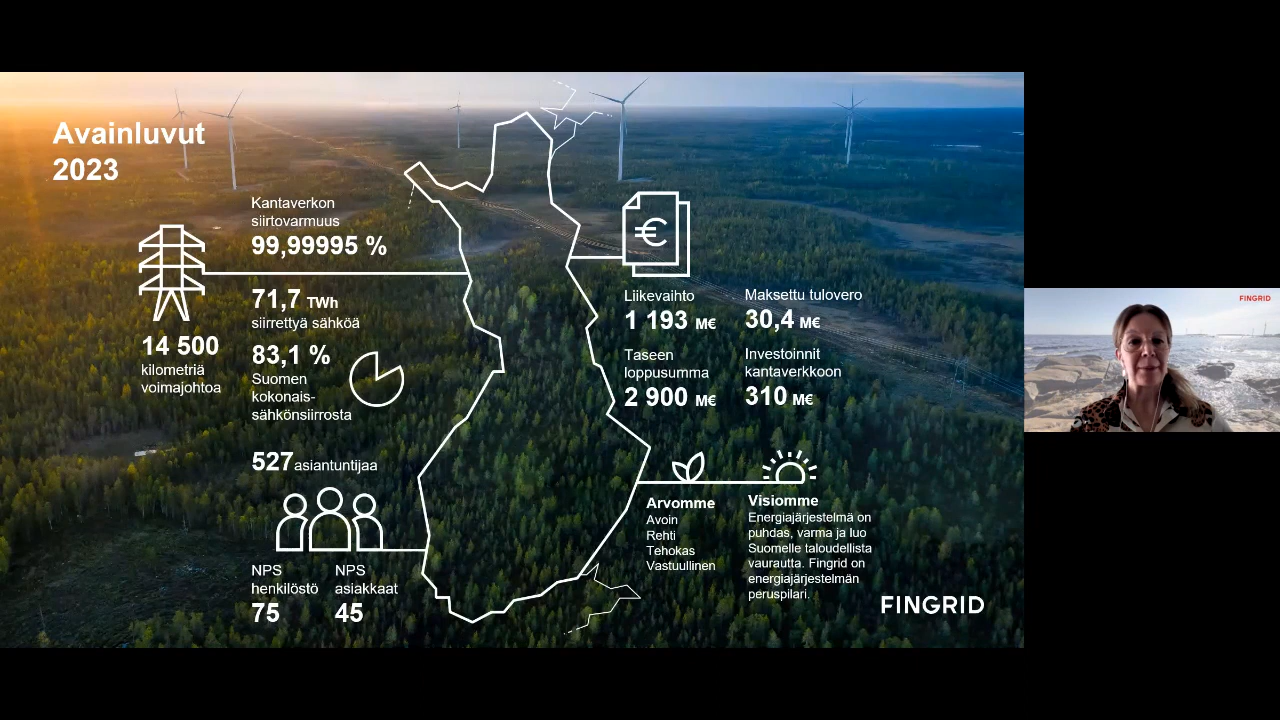 Avainluvut
2023
Kantaverkon
siirtovarmuus
99,99995 %
71,7 TWh
siirrettyä sähköä
14 500
kilometriä
voimajohtoa
83,1 %
Suomen
kokonais-
sähkönsiirrosta
527 asiantuntijaa
NPS
henkilöstö
75
NPS
asiakkaat
45
€
Liikevaihto
1 193 M€
Maksettu tulovero
30,4 M€
Taseen
loppusumma
2 900 M€
Investoinnit
kantaverkkoon
310 M€
Arvomme
Avoin
Rehti
Tehokas
Vastuullinen
Visiomme
Energiajärjestelmä on
puhdas, varma ja luo
Suomelle taloudellista
vaurautta. Fingrid on
energiajärjestelmän
peruspilari.
FINGRID
FINGRID